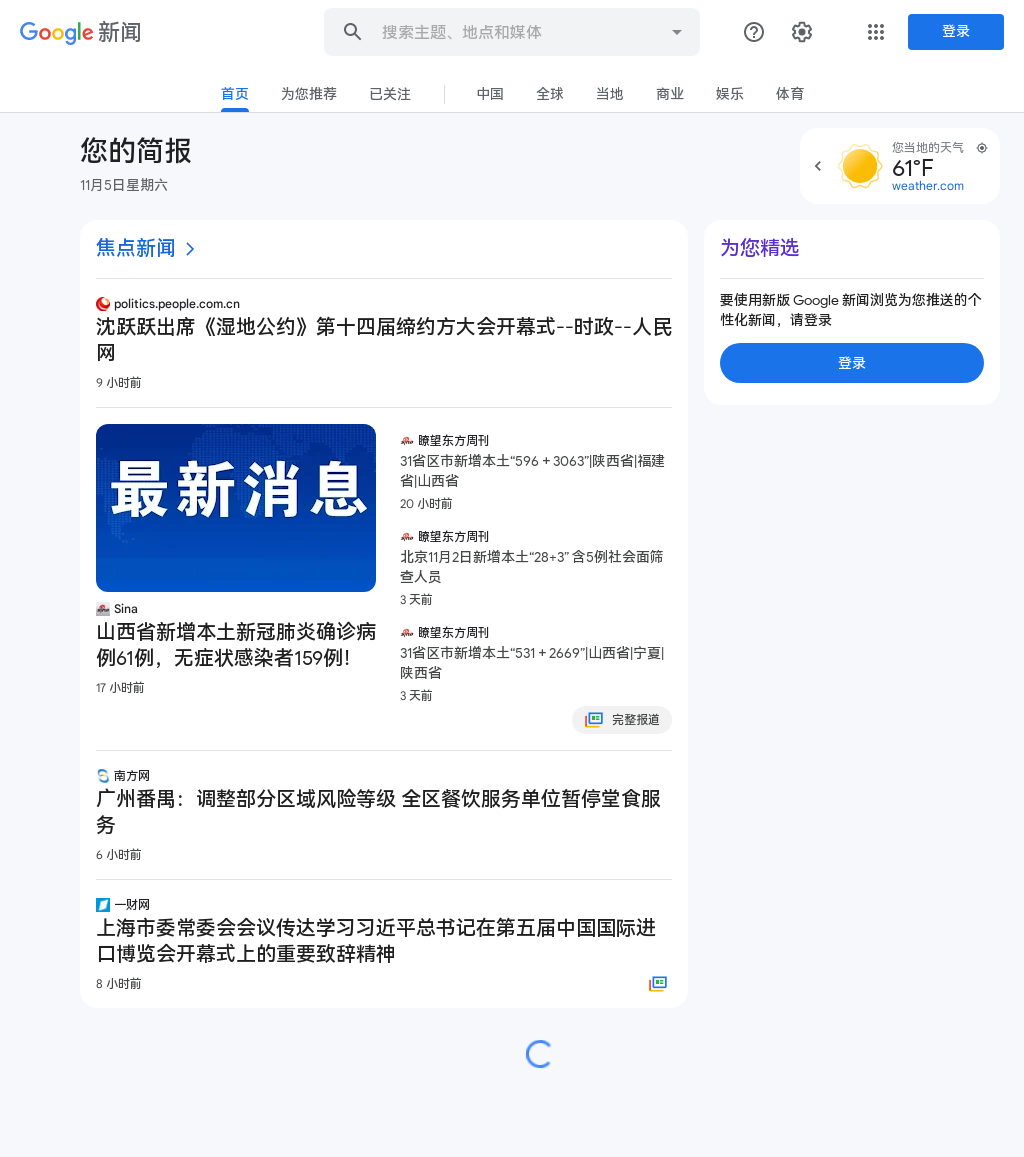 Google 新闻
搜索主题、地点和媒体
登录
首页
为您推荐
已关注
中国
全球
当地
商业
娱乐
体育
您的简报
11月5日星期六
您当地的天气
61°F
weather.com
焦点新闻
politics.people.com.cn
沈跃跃出席《湿地公约》第十四届缔约方大会开幕式--时政--人民
网
9 小时前
最新消息
Sina
山西省新增本土新冠肺炎确诊病
例61例，无症状感染者159例！
17 小时前
瞭望东方周刊
31省区市新增本土“596＋3063”|陕西省|福建
省|山西省
20 小时前
瞭望东方周刊
北京11月2日新增本土“28+3” 含5例社会面筛
查人员
3 天前
瞭望东方周刊
31省区市新增本土“531＋2669”|山西省|宁夏|
陕西省
3 天前
完整报道
南方网
广州番禺：调整部分区域风险等级 全区餐饮服务单位暂停堂食服
务
6 小时前
一财网
上海市委常委会会议传达学习习近平总书记在第五届中国国际进
口博览会开幕式上的重要致辞精神
8 小时前
为您精选
要使用新版 Google 新闻浏览为您推送的个
性化新闻，请登录
登录